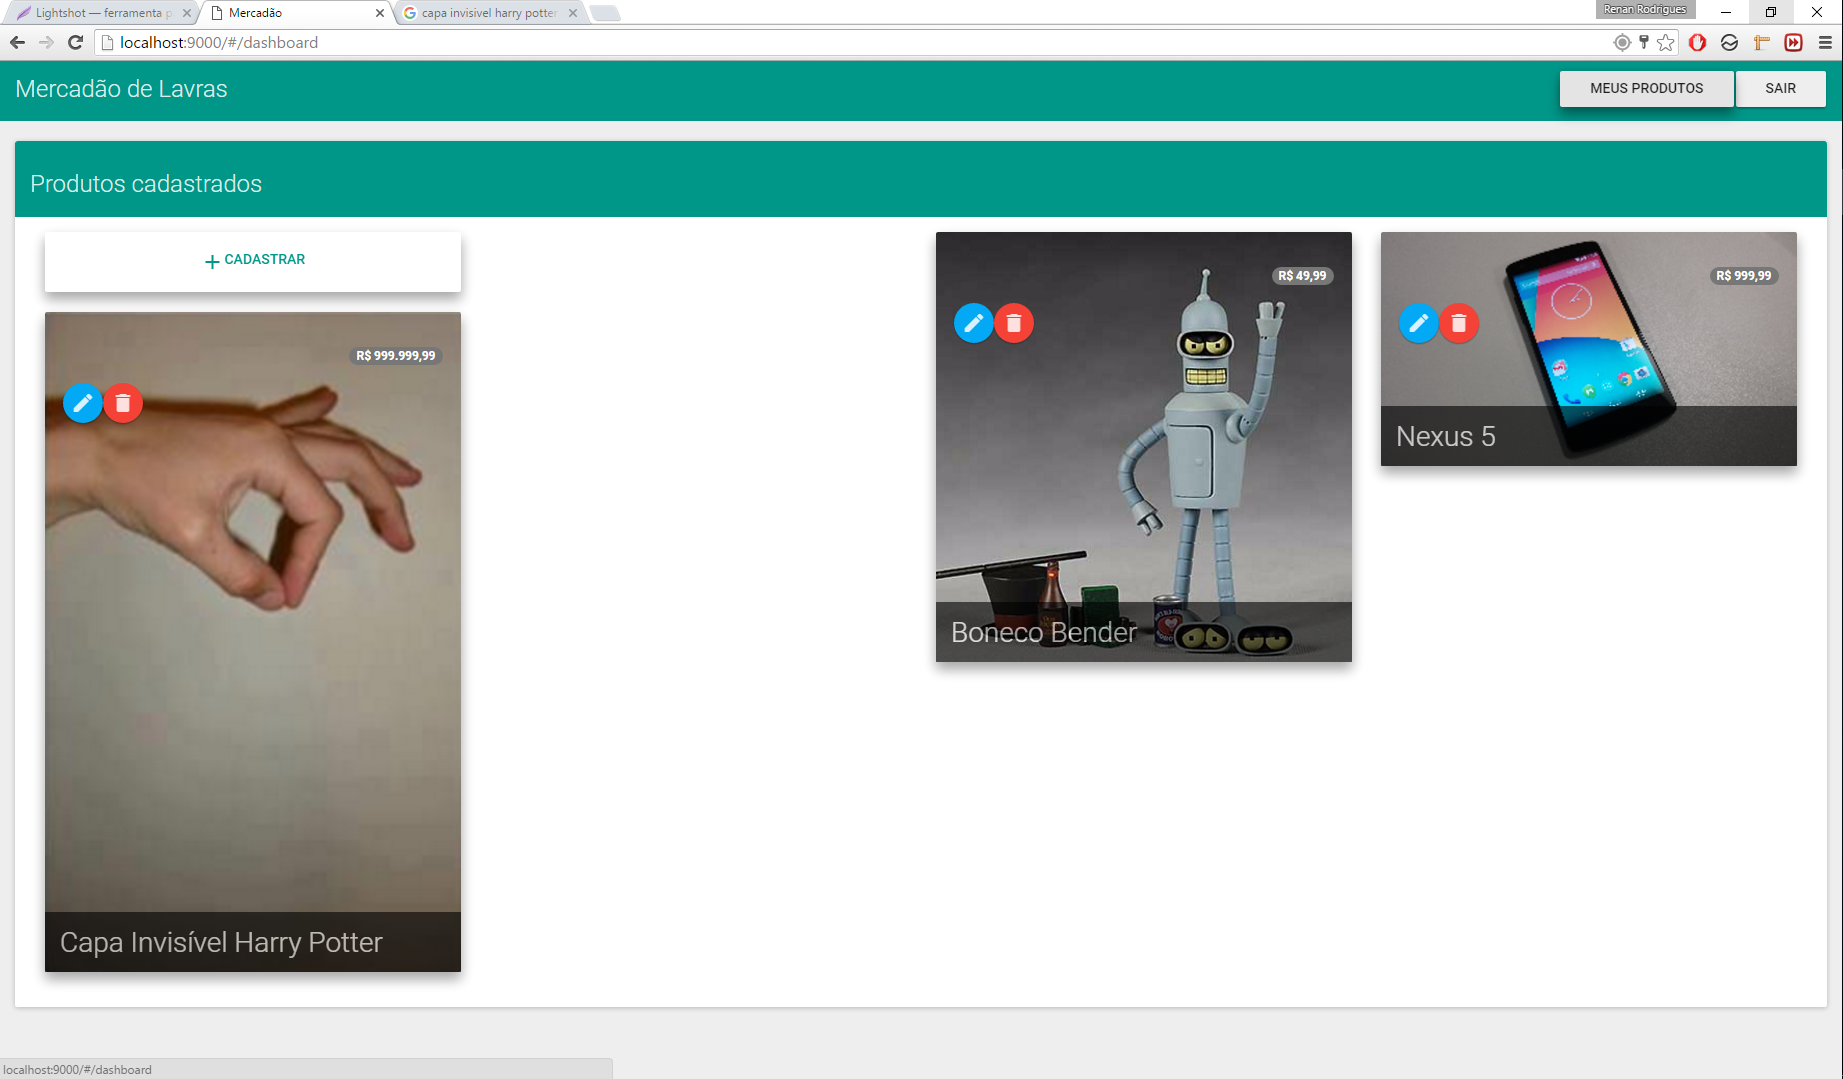 Lightshot — ferramenta p
Mercadão
capa invisivel harry potter
Renan Rodrigues
localhost:9000/#/dashboard
Mercadão de Lavras
MEUS PRODUTOS
SAIR
Produtos cadastrados
+ CADASTRAR
R$ 999.999,99
Capa Invisível Harry Potter
R$ 49,99
Boneco Bender
R$ 999,99
Nexus 5
localhost:9000/#/dashboard